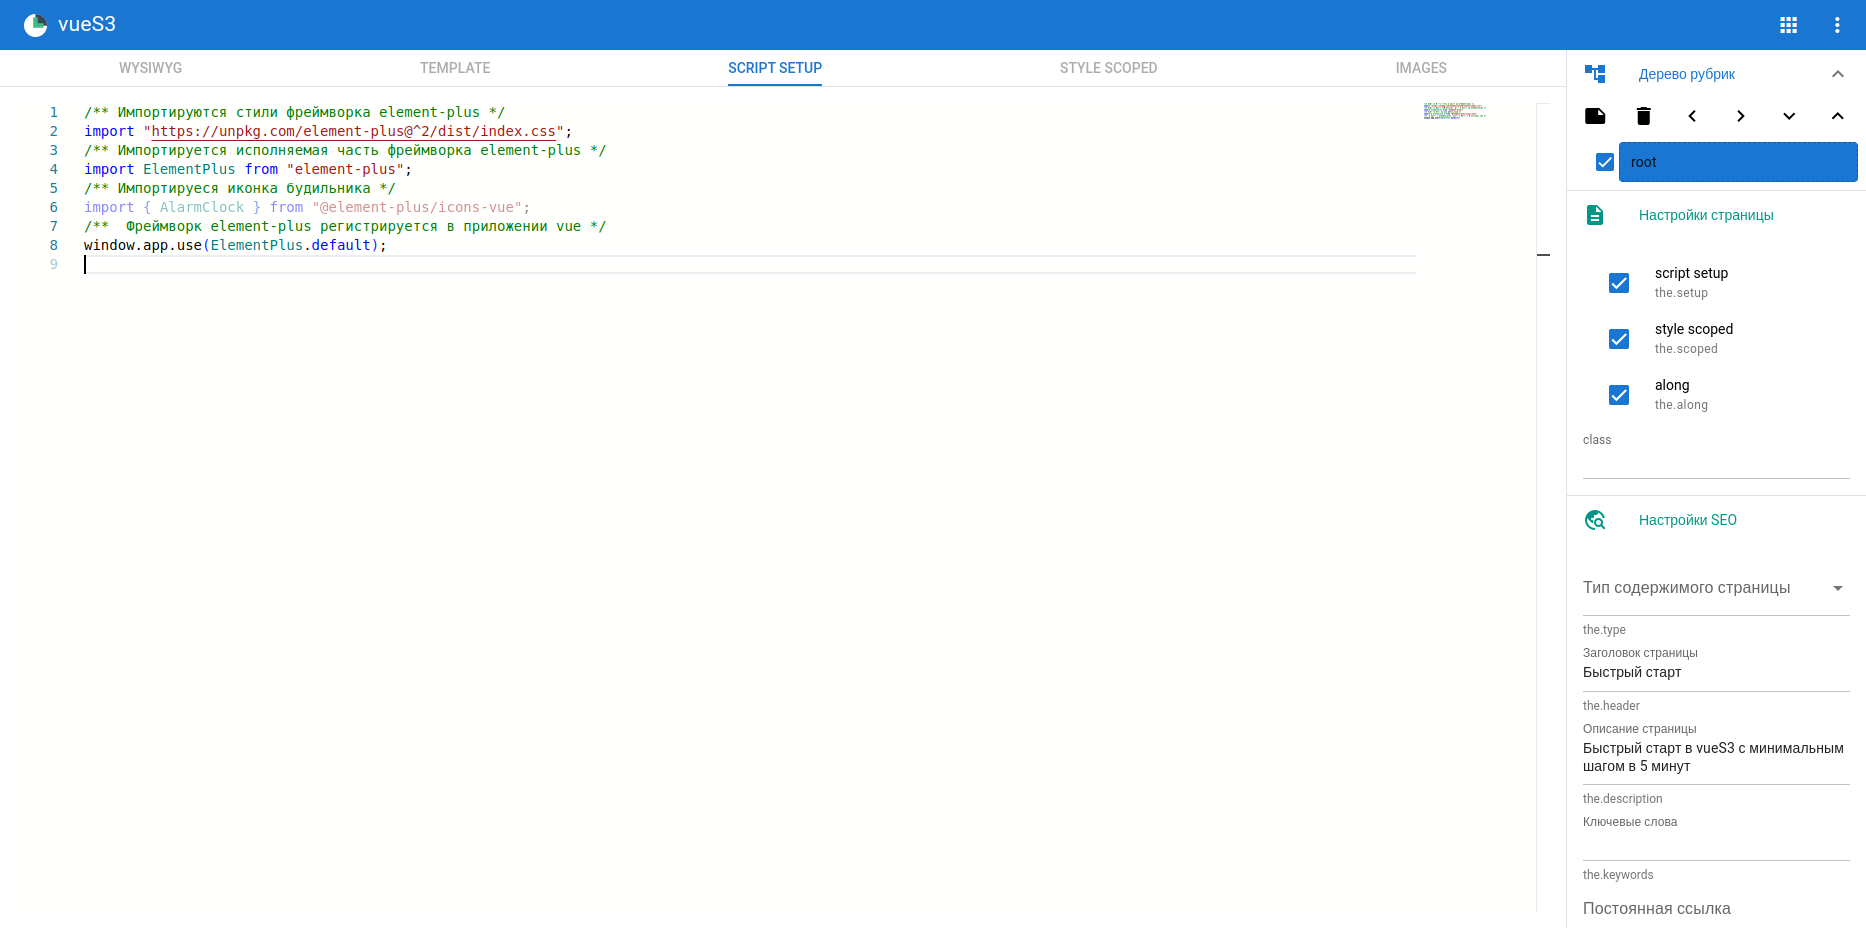 vueS3
WYSIWYG
TEMPLATE
SCRIPT SETUP
STYLE SCOPED
IMAGES
1 /** Импортируются стили фреймворка element-plus */
2 import "https://unpkg.com/element-plus@^2/dist/index.css";
3 /** Импортируется исполняемая часть фреймворка element-plus */
4 import ElementPlus from "element-plus";
5 /** Импортируеся иконка будильника */
6 import { AlarmClock } from "@element-plus/icons-vue";
7 /**  Фреймворк element-plus регистрируется в приложении vue */
8 window.app.use(ElementPlus.default);
9
Дерево рубрик
root
Настройки страницы
script setup
the.setup
style scoped
the.scoped
along
the.along
class
Настройки SEO
Тип содержимого страницы
the.type
Заголовок страницы
Быстрый старт
the.header
Описание страницы
Быстрый старт в vueS3 с минимальным
шагом в 5 минут
the.description
Ключевые слова
the.keywords
Постоянная ссылка